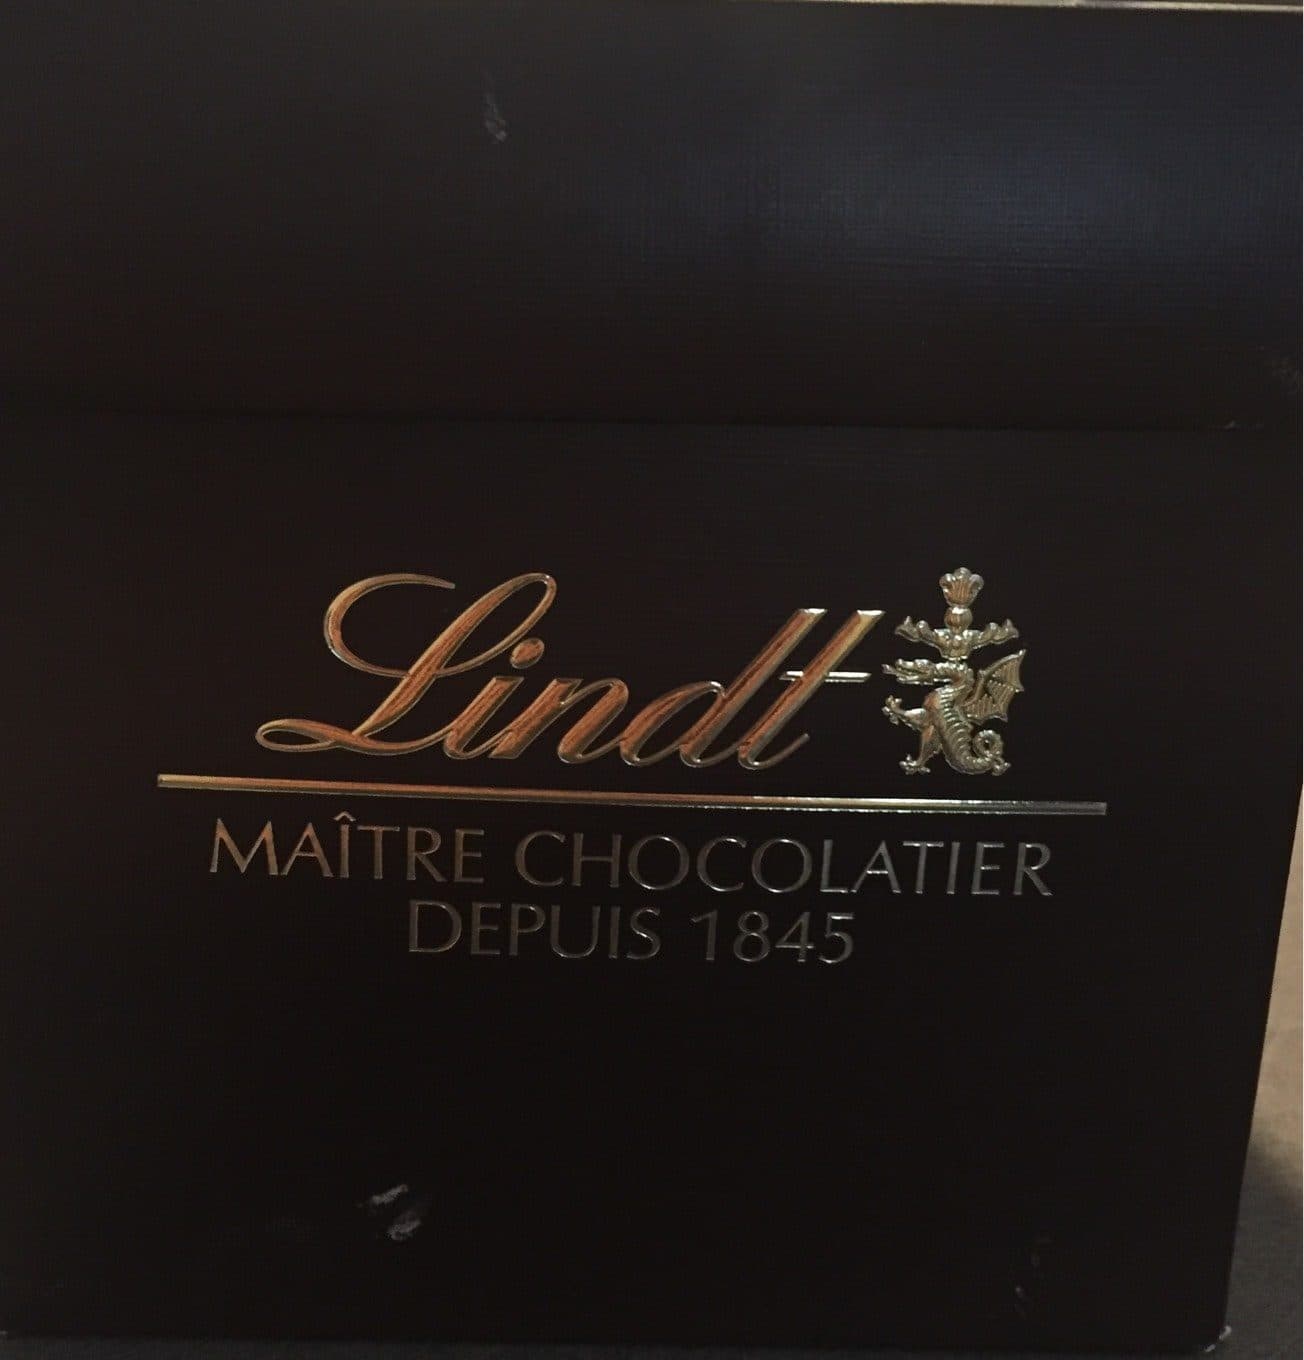 Lindt
MAÎTRE CHOCOLATIER
DEPUIS 1845